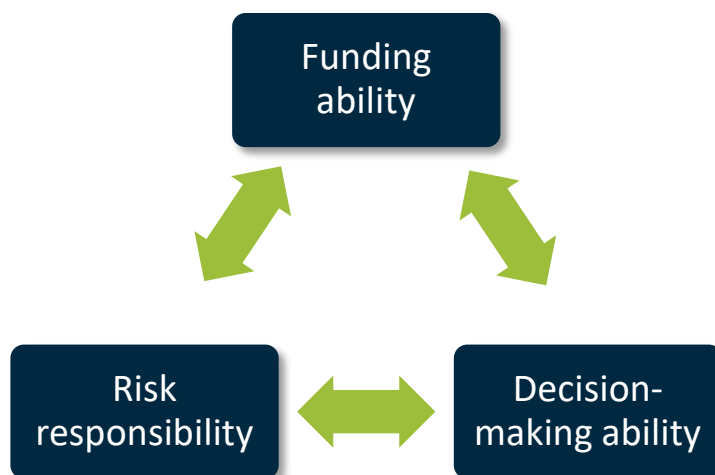 Funding
ability
Risk
responsibility
Decision-
making ability